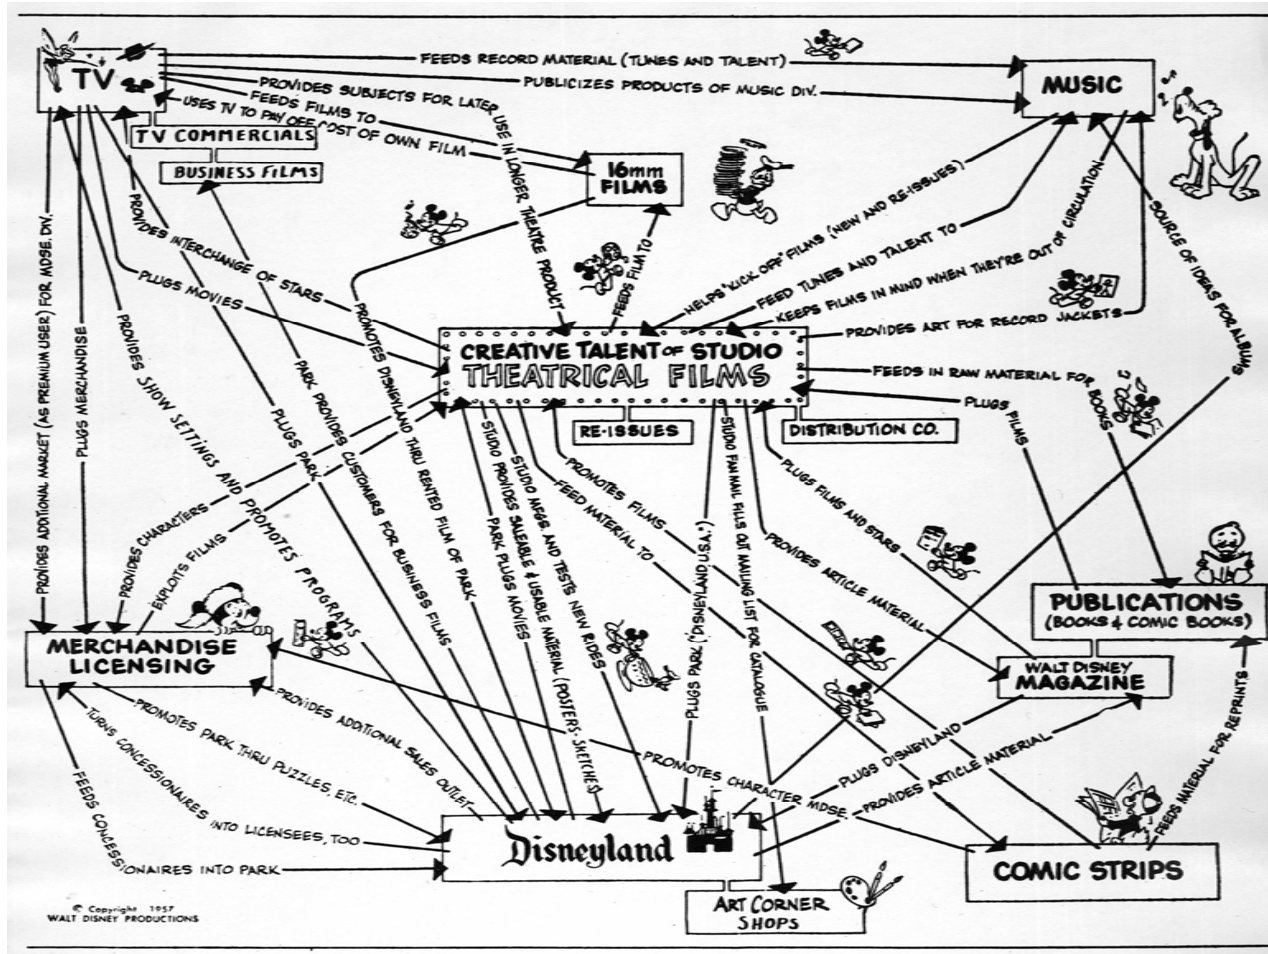 TV
FEEDS RECORD MATERIAL (TUNES AND TALENT)
PUBLICIZES PRODUCTS OF MUSIC DIV.
MUSIC
PROVIDES SUBJECTS FOR LATER USE IN LONGER THEATRE PRODUCT
FEEDS FILMS TO
USES TV TO PAY OFF COST OF OWN FILM
TV COMMERCIALS
BUSINESS FILMS
16mm
FILMS
PROVIDES INTERCHANGE OF STARS
PLUGS MOVIES
FEEDS FILM TO
HELPS "KICK OFF" FILMS (NEW AND RE-ISSUES)
FEED TUNES AND TALENT TO
KEEPS FILMS IN MIND WHEN THEY'RE OUT OF CIRCULATION
PROVIDES ART FOR RECORD JACKETS
SOURCE OF IDEAS FOR ALBUMS
CREATIVE TALENT OF STUDIO
THEATRICAL FILMS
RE-ISSUES
DISTRIBUTION CO.
FEEDS IN RAW MATERIAL FOR BOOKS
PLUGS FILMS
PROVIDES ADDITIONAL MARKET (AS PREMIUM USER) FOR MDSE. DIV.
PLUGS MERCHANDISE
PROVIDES SHOW SETTINGS AND PROMOTES PROGRAMS
PLUGS PARK
PARK PROVIDES CUSTOMERS FOR BUSINESS FILMS
PROMOTES DISNEYLAND THRU RENTED FILM OF PARK
PROVIDES CHARACTERS
EXPLOITS FILMS
PARK PLUGS MOVIES
STUDIO PROVIDES SALEABLE & USABLE MATERIAL (POSTERS-SKETCHES)
STUDIO MFGS. AND TESTS NEW RIDES
FEED MATERIAL TO
PROMOTES FILMS
PLUGS PARK ("DISNEYLAND U.S.A.")
STUDIO FAN MAIL FILLS OUT MAILING LIST FOR CATALOGUE
PROVIDES ARTICLE MATERIAL
PLUGS FILMS AND STARS
MERCHANDISE
LICENSING
PUBLICATIONS
(BOOKS & COMIC BOOKS)
WALT DISNEY
MAGAZINE
PROVIDES ADDITIONAL SALES OUTLET
PROMOTES PARK THRU PUZZLES, ETC.
TURNS CONCESSIONAIRES INTO LICENSEES, TOO
FEEDS CONCESSIONAIRES INTO PARK
PROMOTES CHARACTER MDSE.
PLUGS DISNEYLAND
PROVIDES ARTICLE MATERIAL
FEEDS MATERIAL FOR REPRINTS
Disneyland
ART CORNER
SHOPS
COMIC STRIPS
© Copyright 1957
WALT DISNEY PRODUCTIONS